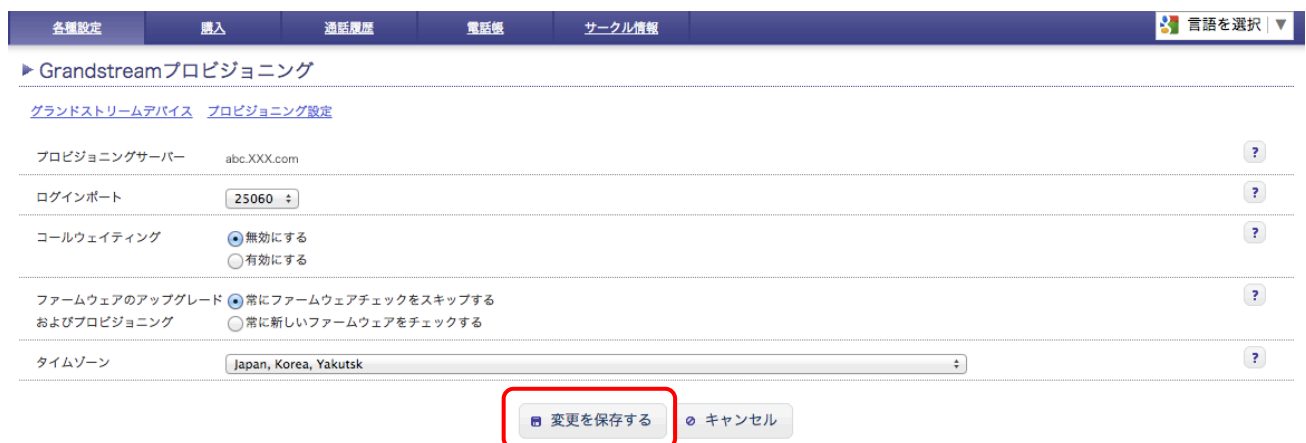 各種設定 購入 通話履歴 電話帳 サークル情報 言語を選択 ▼
Grandstreamプロビジョニング
グランドストリームデバイス プロビジョニング設定
プロビジョニングサーバー abc.XXX.com ?
ログインポート 25060 ?
コールウェイティング 無効にする ?
有効にする
ファームウェアのアップグレード 常にファームウェアチェックをスキップする ?
およびプロビジョニング 常に新しいファームウェアをチェックする
タイムゾーン Japan, Korea, Yakutsk ?
変更を保存する キャンセル